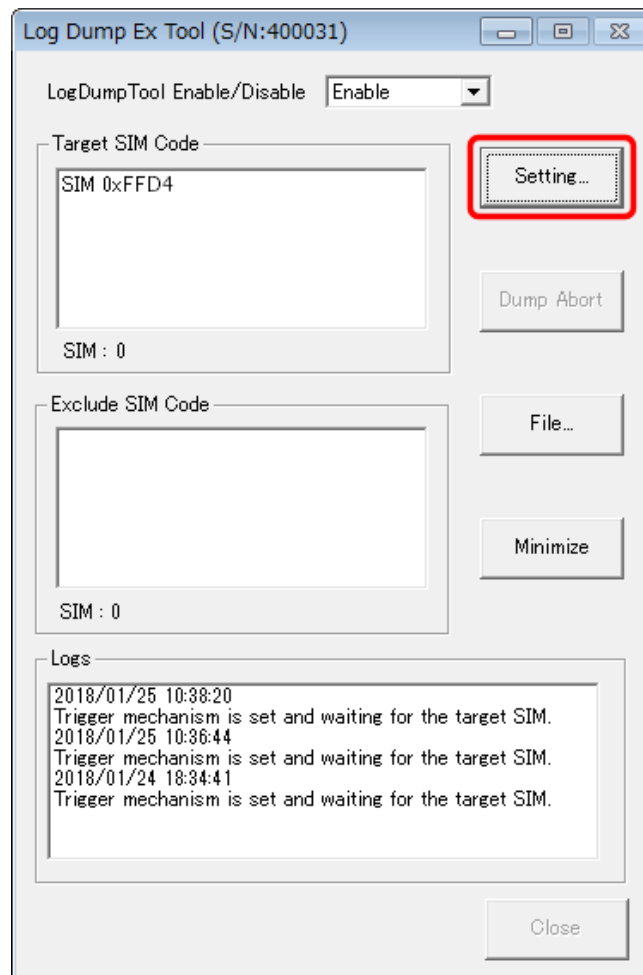 Log Dump Ex Tool (S/N:400031)
LogDumpTool Enable/Disable Enable
Target SIM Code
SIM 0xFFD4
SIM : 0
Setting...
Dump Abort
Exclude SIM Code
SIM : 0
File...
Minimize
Logs
2018/01/25 10:38:20
Trigger mechanism is set and waiting for the target SIM.
2018/01/25 10:36:44
Trigger mechanism is set and waiting for the target SIM.
2018/01/24 18:34:41
Trigger mechanism is set and waiting for the target SIM.
Close